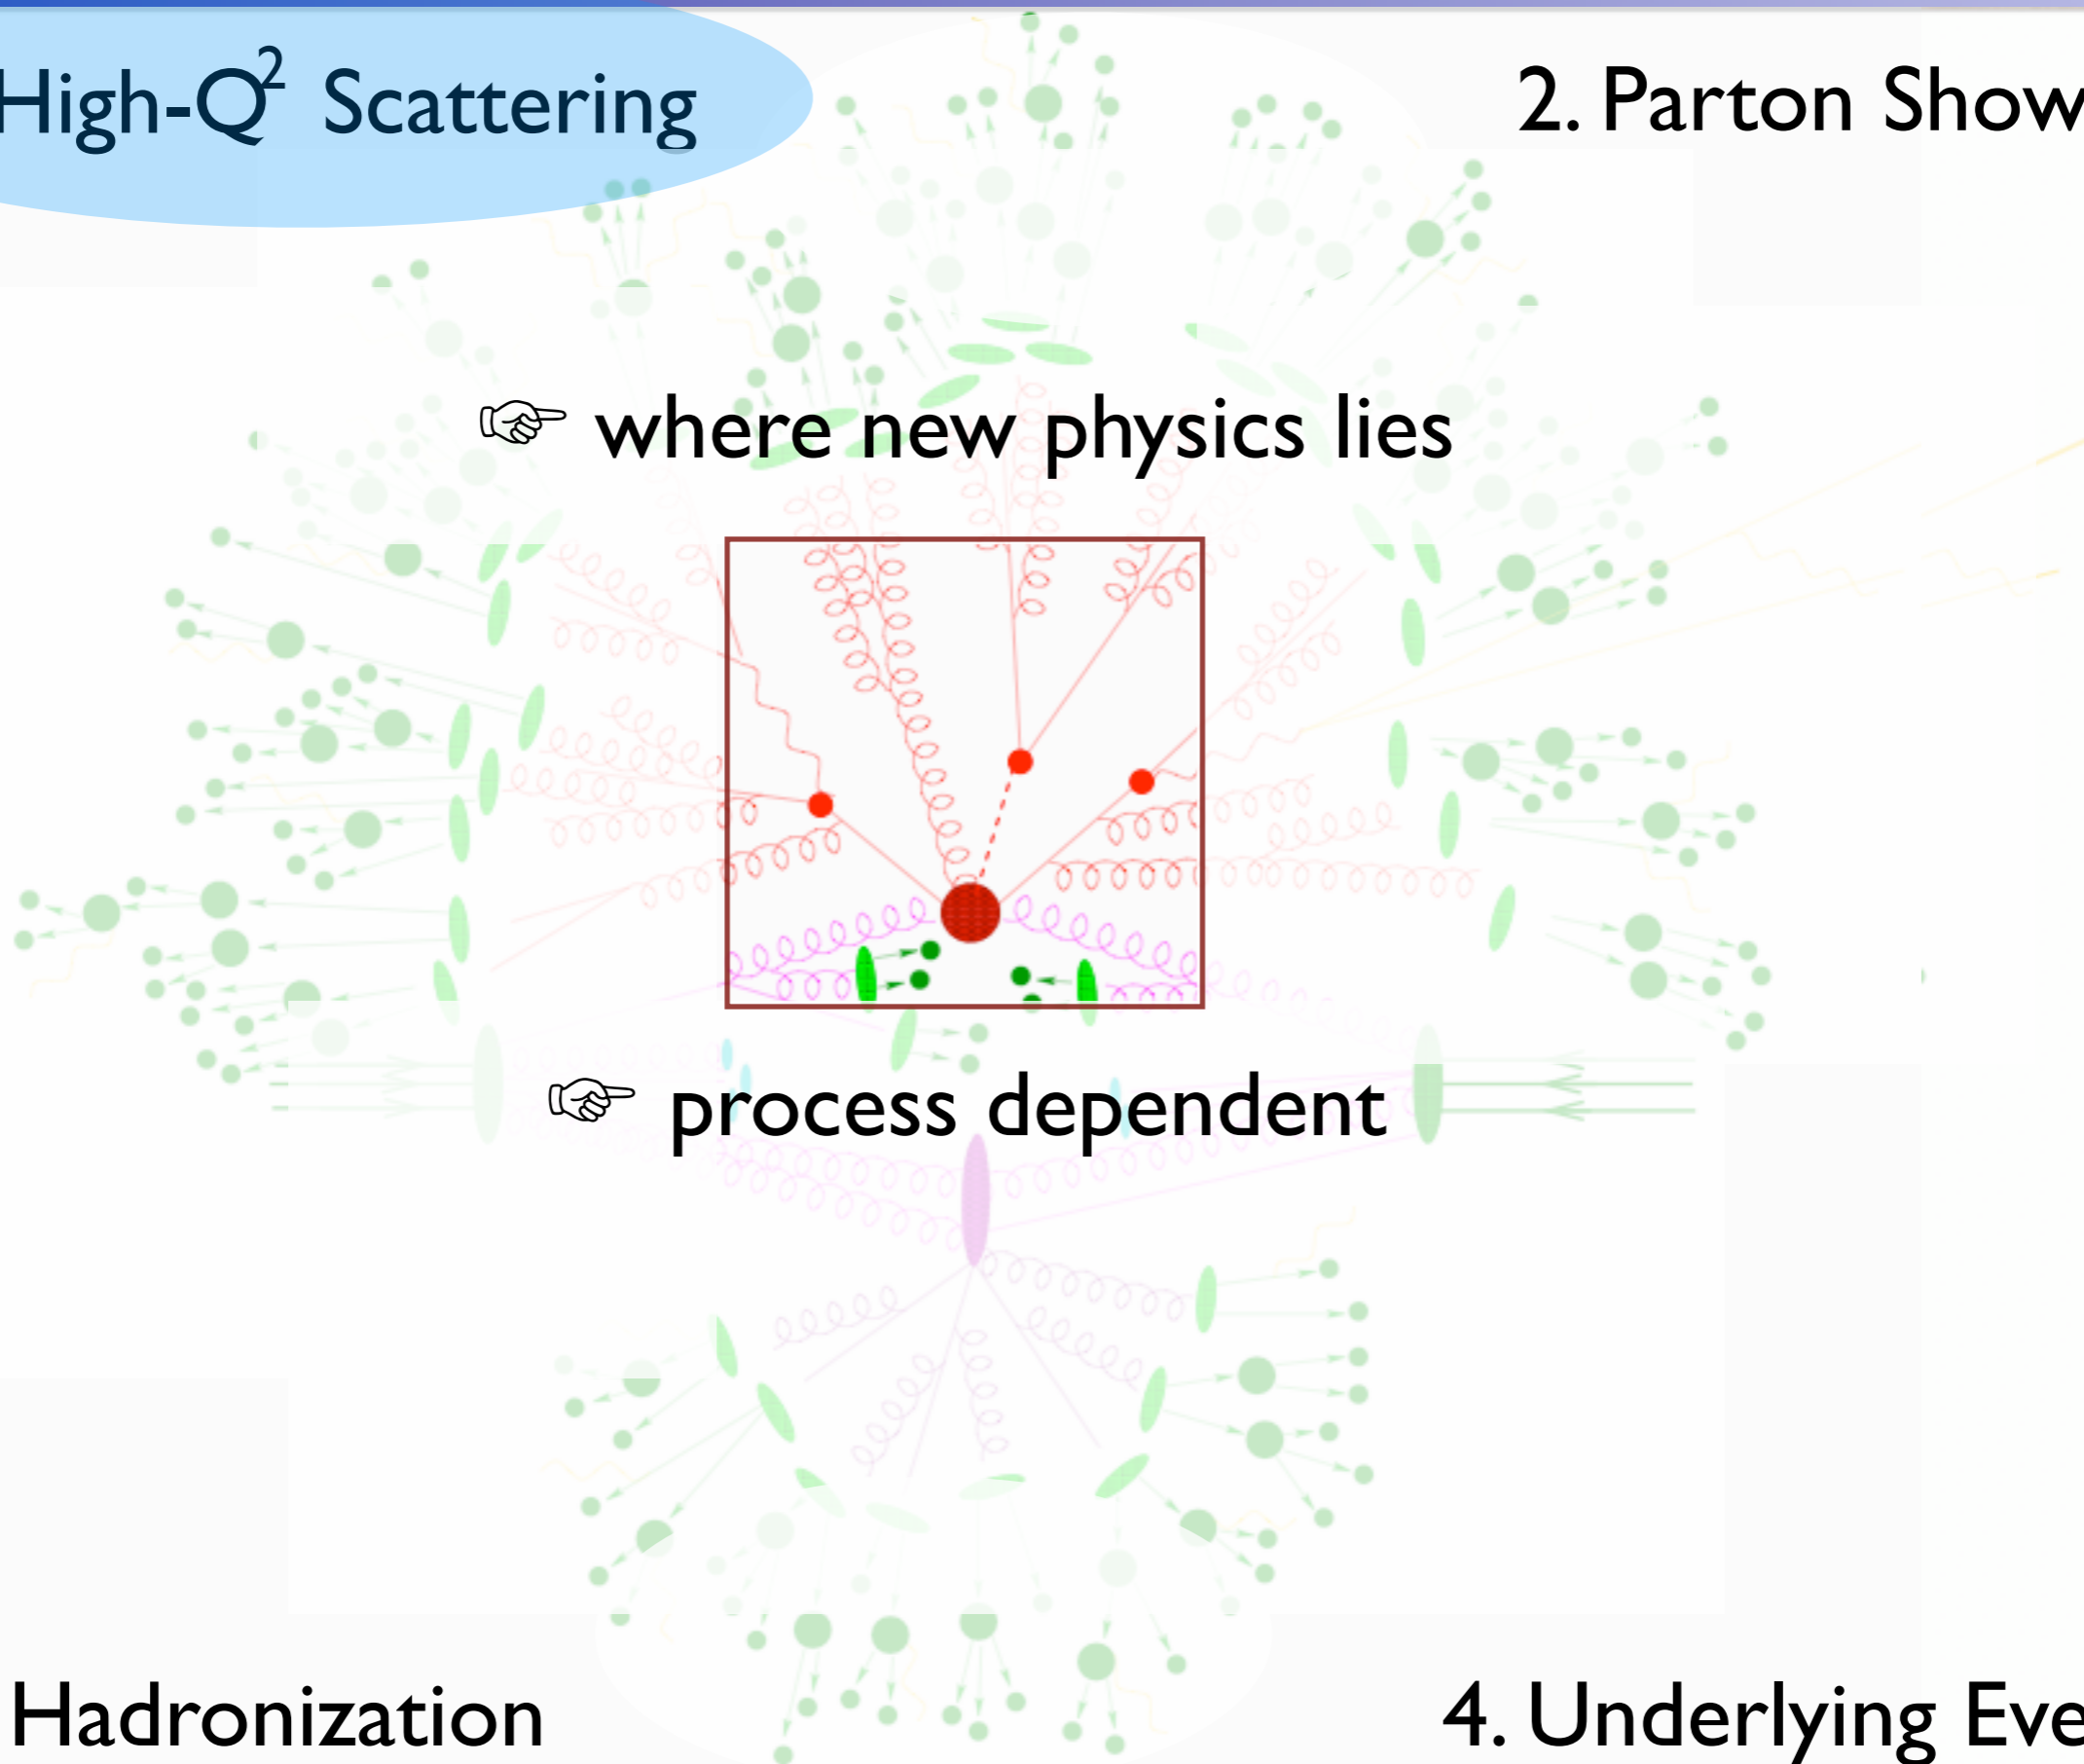 High-Q² Scattering
2. Parton Show
☞ where new physics lies
☞ process dependent
Hadronization
4. Underlying Eve